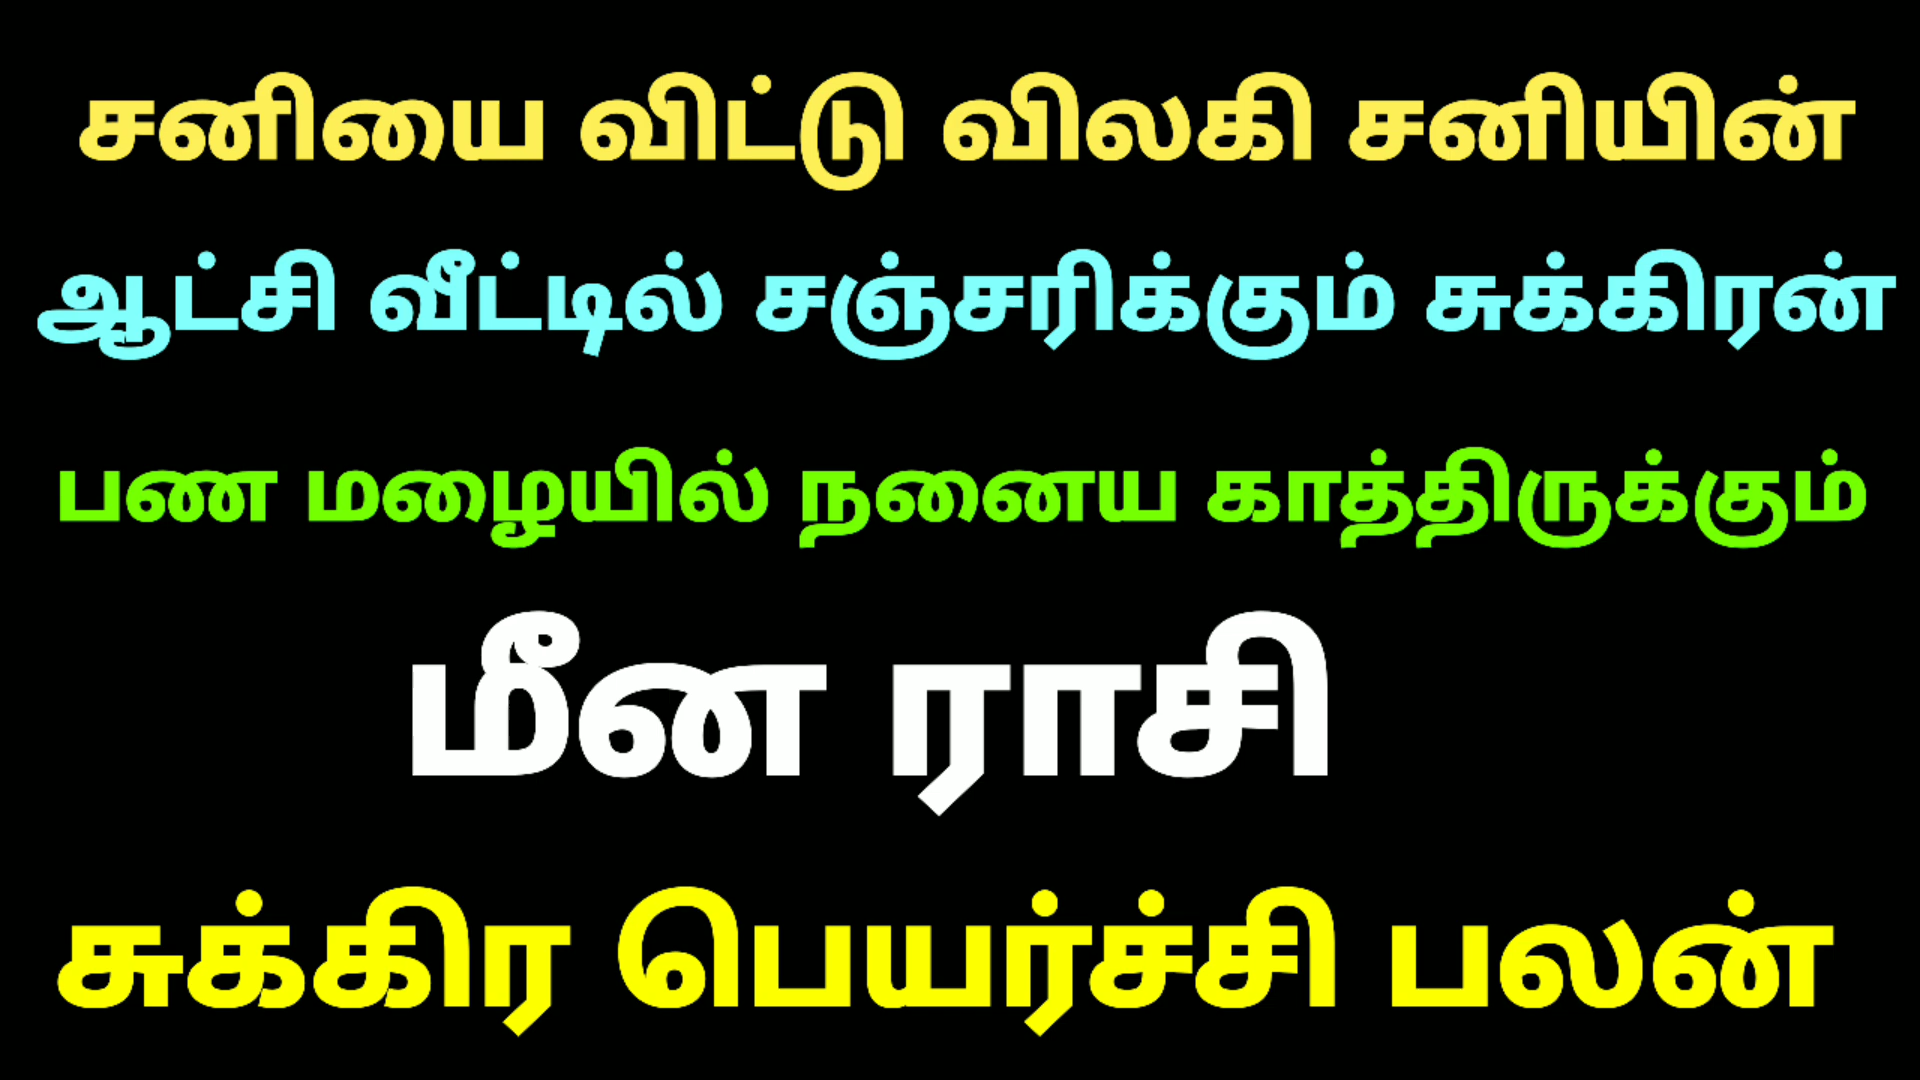 சனியை விட்டு விலகி சனியின்
ஆட்சி வீட்டில் சஞ்சரிக்கும் சுக்கிரன்
பண மழையில் நனைய காத்திருக்கும்
மீன ராசி
சுக்கிர பெயர்ச்சி பலன்